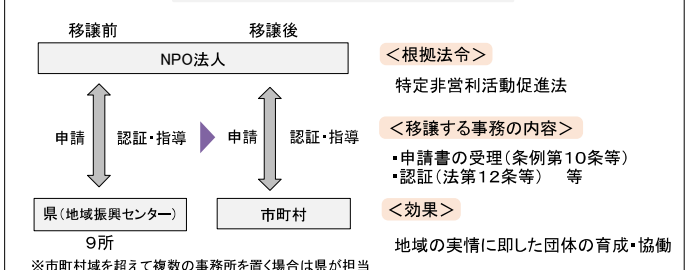 移譲前 移譲後
NPO法人
申請 認証・指導 申請 認証・指導
県(地域振興センター) 市町村
9所
※市町村域を超えて複数の事務所を置く場合は県が担当
<根拠法令>
特定非営利活動促進法
<移譲する事務の内容>
・申請書の受理(条例第10条等)
・認証(法第12条等) 等
<効果>
地域の実情に即した団体の育成・協働